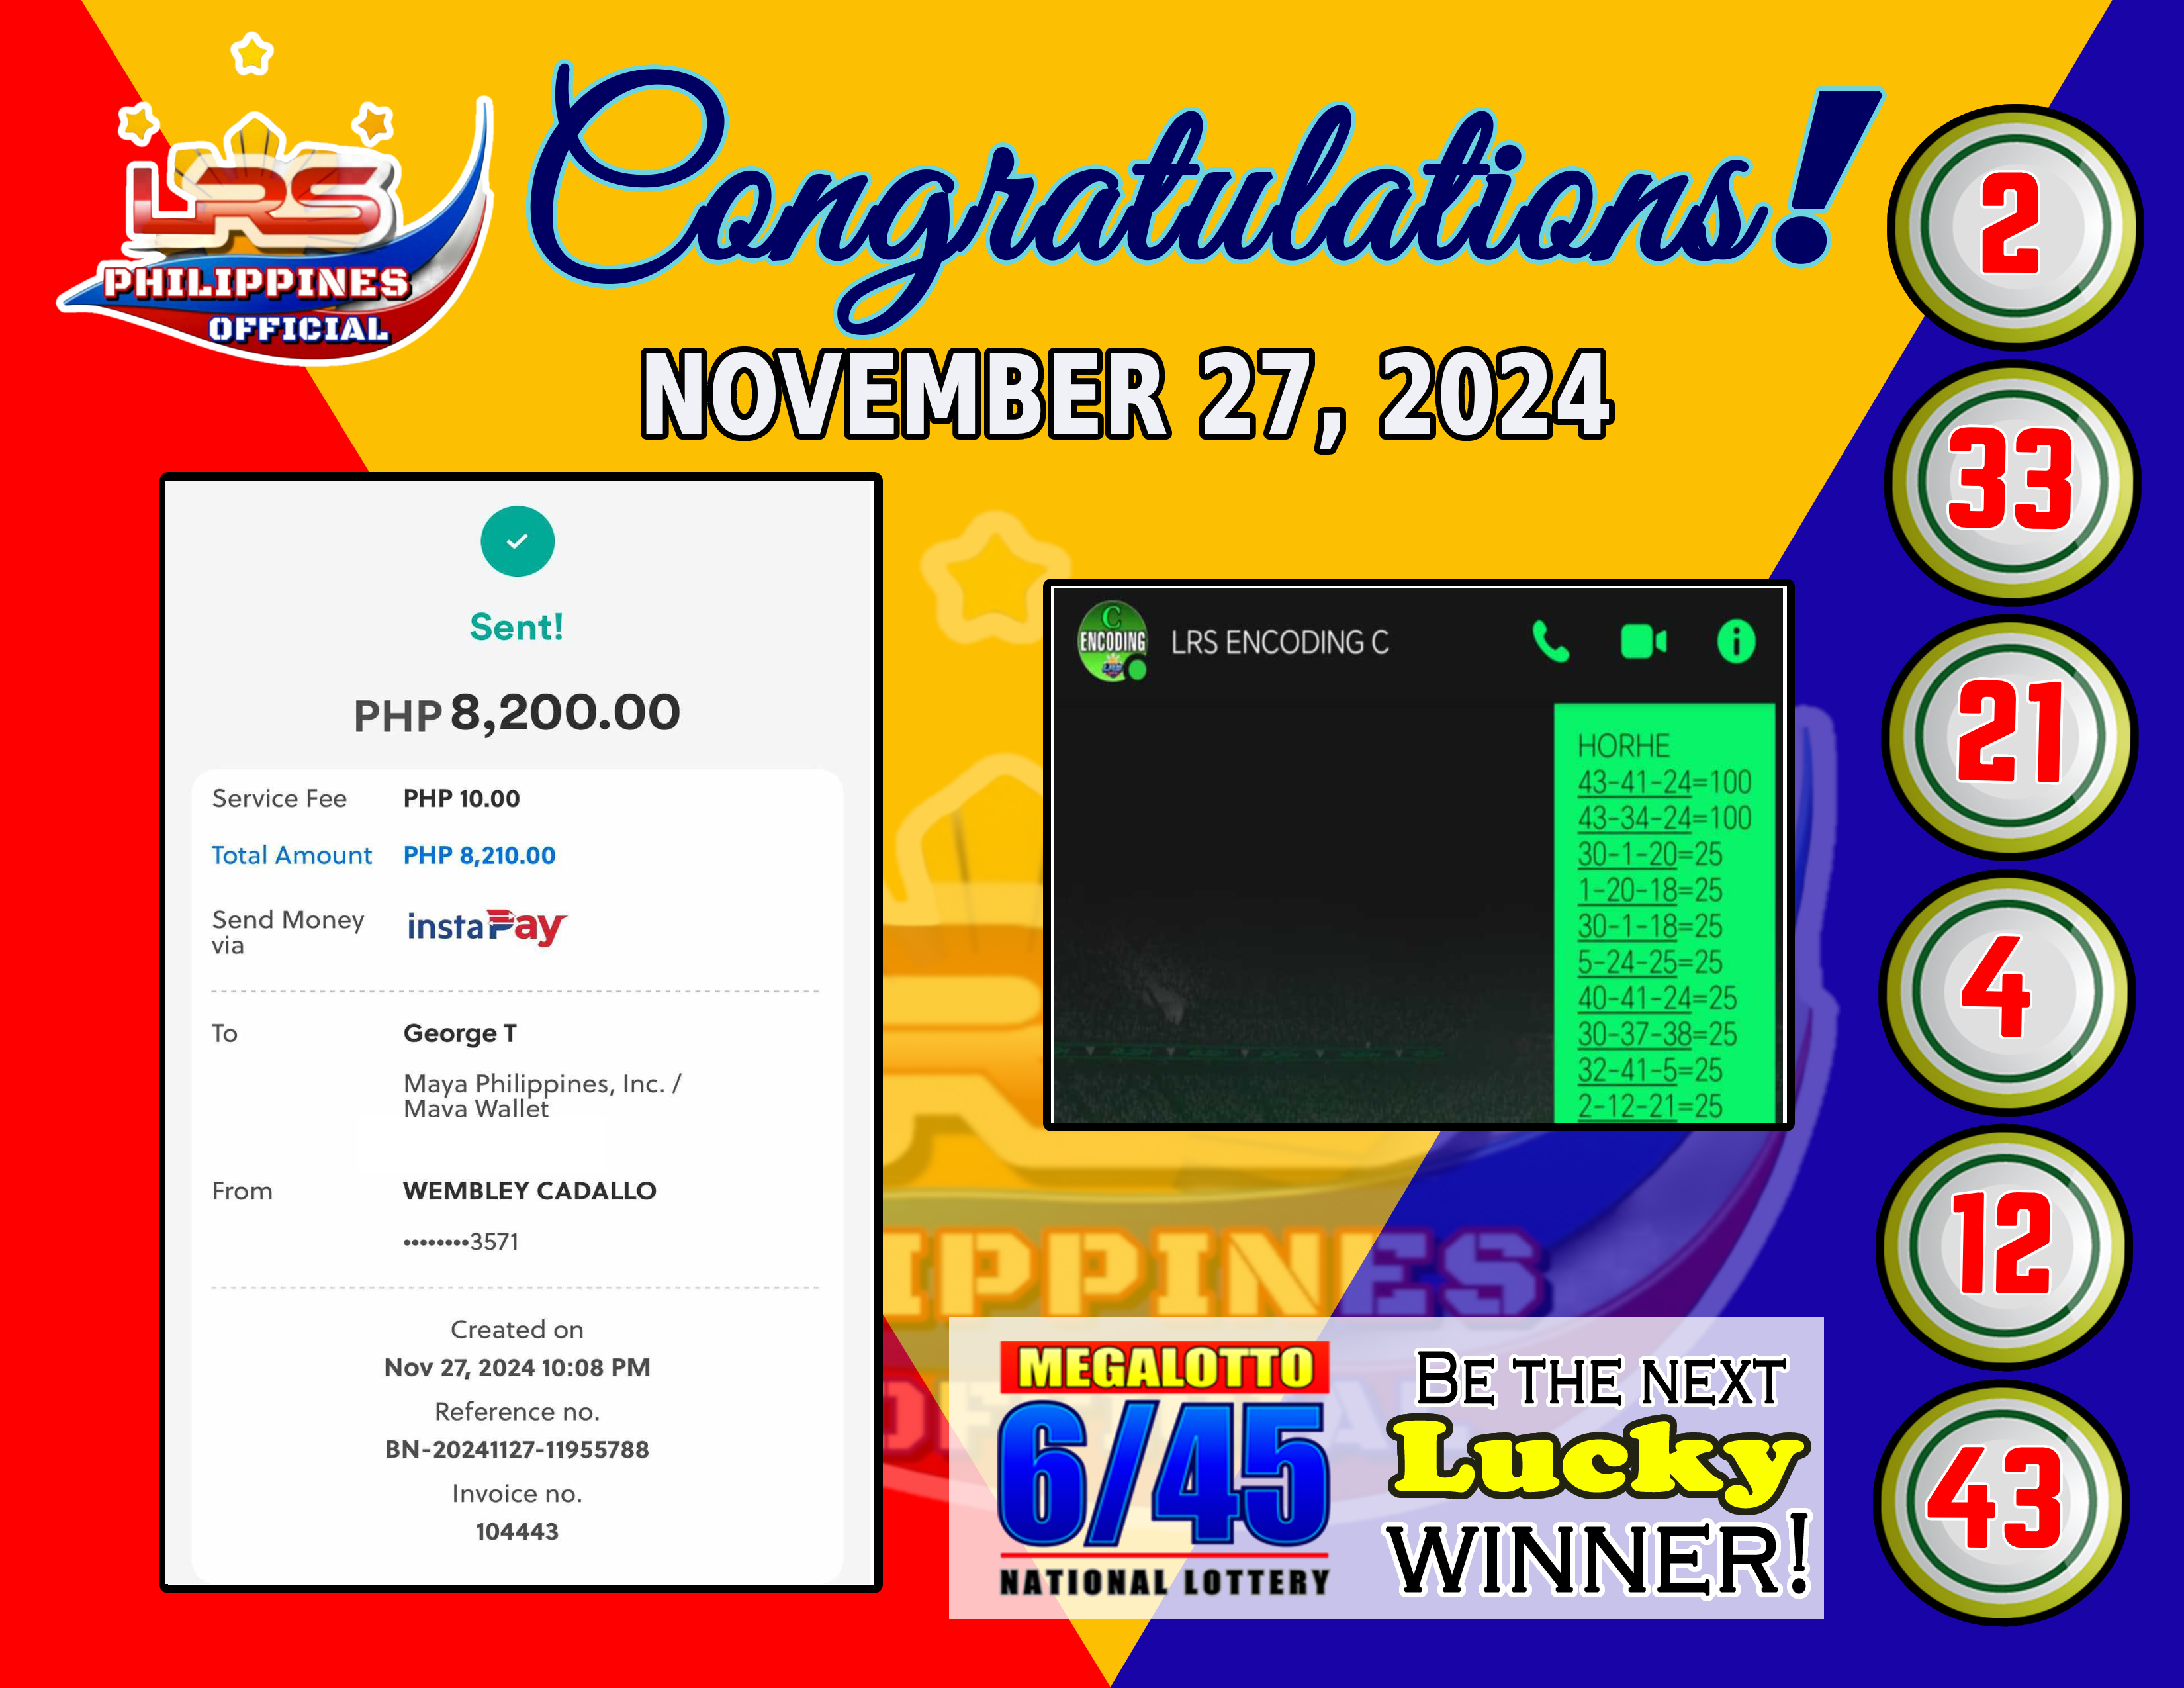 LRS
PHILIPPINES
OFFICIAL
Congratulations!
NOVEMBER 27, 2024
Sent!
PHP 8,200.00
Service Fee PHP 10.00
Total Amount PHP 8,210.00
Send Money
via
instaPay
To George T
Maya Philippines, Inc. /
Maya Wallet
From WEMBLEY CADALLO
••••••••3571
Created on
Nov 27, 2024 10:08 PM
Reference no.
BN-20241127-11955788
Invoice no.
104443
C
ENCODING
LRS ENCODING C
HORHE
43-41-24=100
43-34-24=100
30-1-20=25
1-20-18=25
30-1-18=25
5-24-25=25
40-41-24=25
30-37-38=25
32-41-5=25
2-12-21=25
IPPINES
MEGALOTTO
6/45
NATIONAL LOTTERY
BE THE NEXT
Lucky
WINNER!
2
33
21
4
12
43